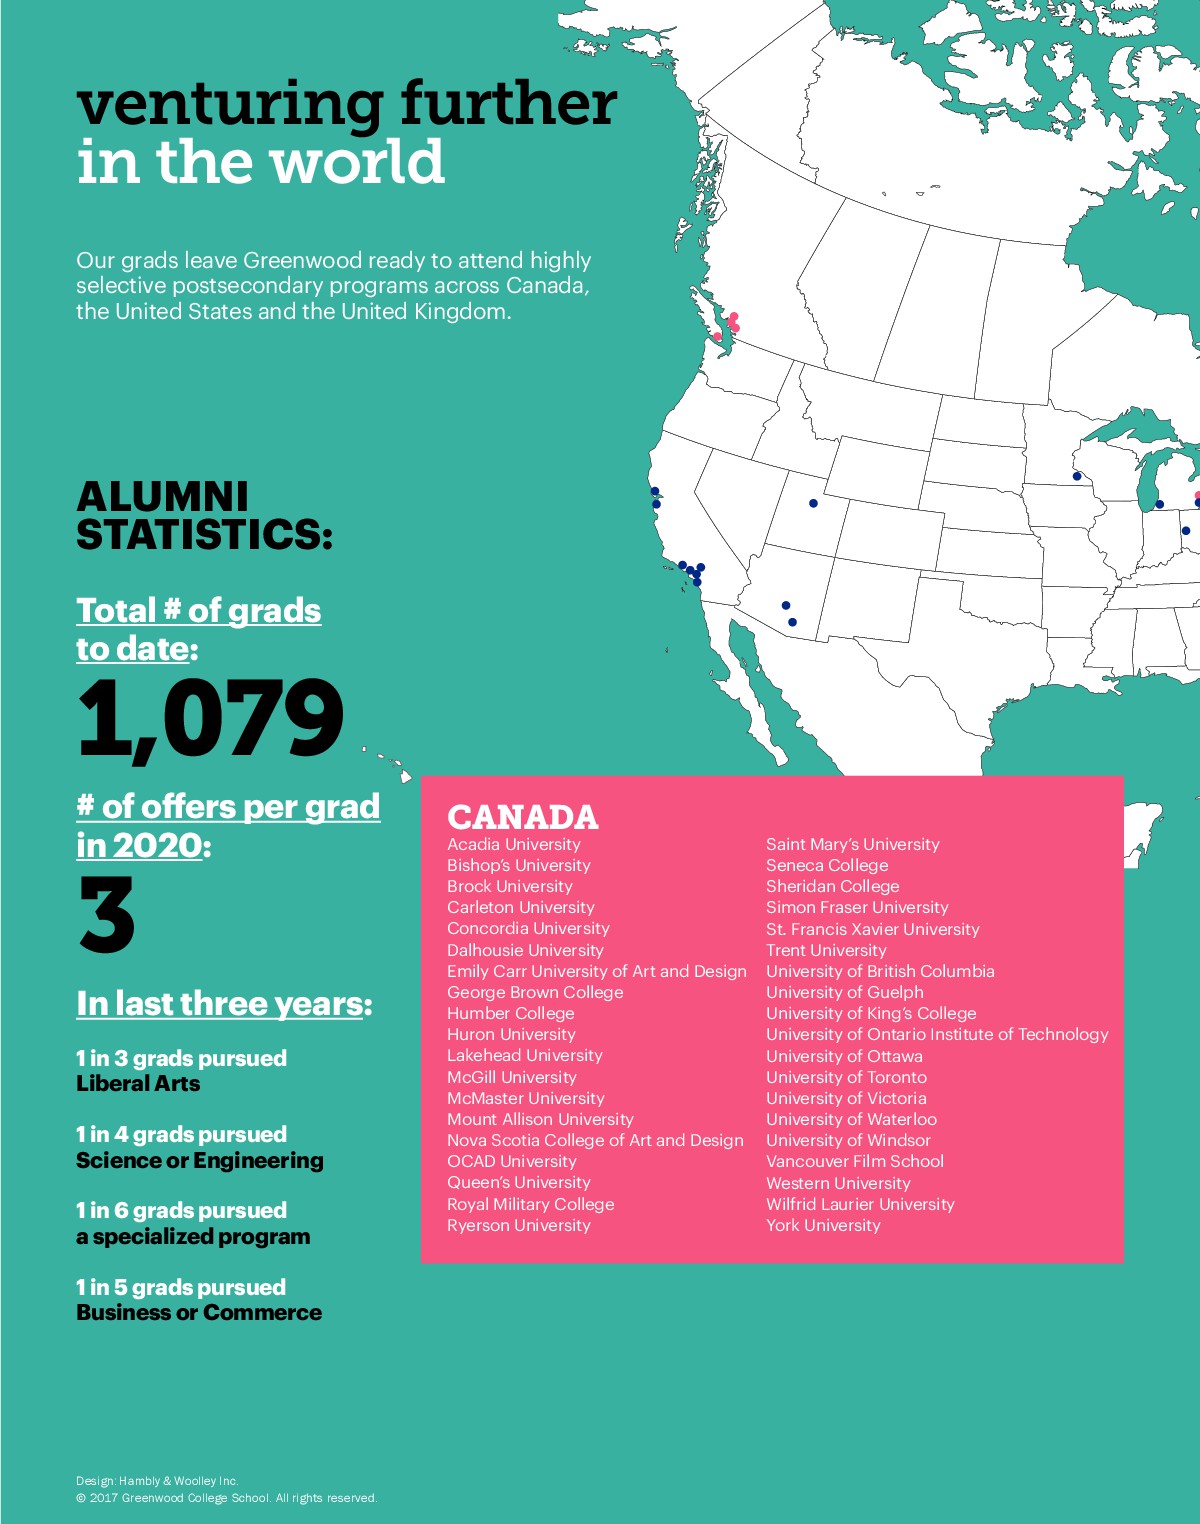 venturing further
in the world
Our grads leave Greenwood ready to attend highly
selective postsecondary programs across Canada,
the United States and the United Kingdom.
ALUMNI
STATISTICS:
Total # of grads
to date:
1,079
# of offers per grad
in 2020:
3
In last three years:
1 in 3 grads pursued
Liberal Arts
1 in 4 grads pursued
Science or Engineering
1 in 6 grads pursued
a specialized program
1 in 5 grads pursued
Business or Commerce
CANADA
Acadia University
Bishop's University
Brock University
Carleton University
Concordia University
Dalhousie University
Emily Carr University of Art and Design
George Brown College
Humber College
Huron University
Lakehead University
McGill University
McMaster University
Mount Allison University
Nova Scotia College of Art and Design
OCAD University
Queen's University
Royal Military College
Ryerson University
Saint Mary's University
Seneca College
Sheridan College
Simon Fraser University
St. Francis Xavier University
Trent University
University of British Columbia
University of Guelph
University of King's College
University of Ontario Institute of Technology
University of Ottawa
University of Toronto
University of Victoria
University of Waterloo
University of Windsor
Vancouver Film School
Western University
Wilfrid Laurier University
York University
Design: Hambly & Woolley Inc.
© 2017 Greenwood College School. All rights reserved.